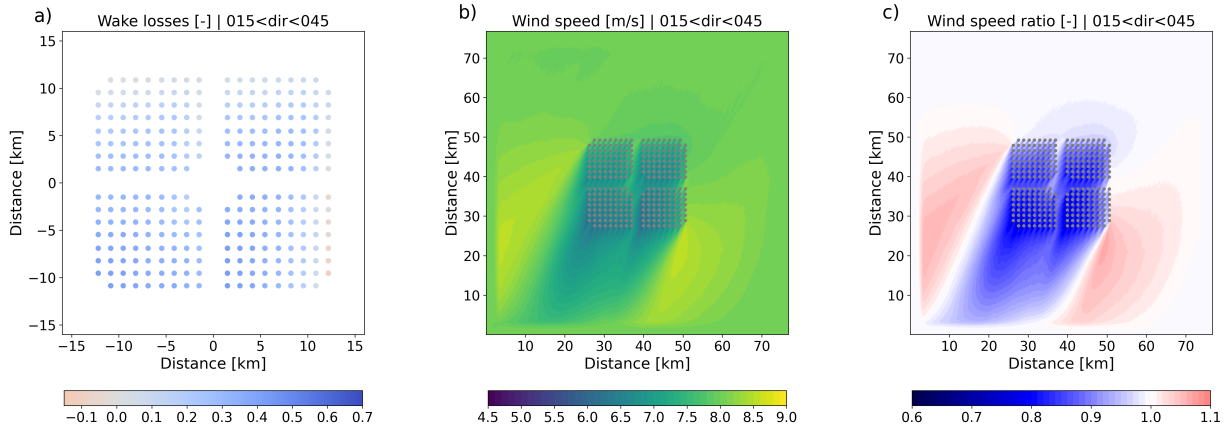 a)
Wake losses [-] | 015<dir<045
15
10
5
0
−5
−10
−15
Distance [km]
−15 −10 −5 0 5 10 15
Distance [km]
−0.1 0.0 0.1 0.2 0.3 0.4 0.5 0.6 0.7
b)
Wind speed [m/s] | 015<dir<045
70
60
50
40
30
20
10
Distance [km]
10 20 30 40 50 60 70
Distance [km]
4.5 5.0 5.5 6.0 6.5 7.0 7.5 8.0 8.5 9.0
c)
Wind speed ratio [-] | 015<dir<045
70
60
50
40
30
20
10
Distance [km]
10 20 30 40 50 60 70
Distance [km]
0.6 0.7 0.8 0.9 1.0 1.1